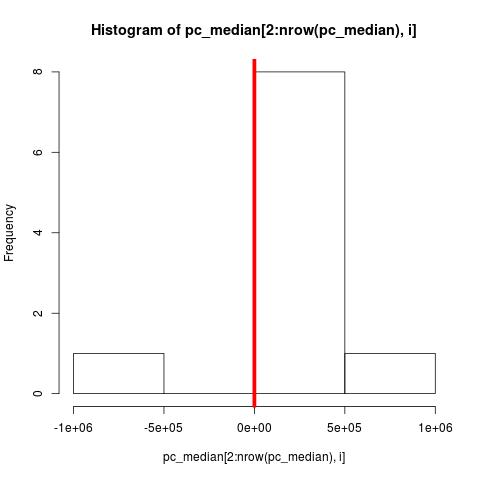 Histogram of pc_median[2:nrow(pc_median), i]
Frequency
8
6
4
2
0
-1e+06 -5e+05 0e+00 5e+05 1e+06
pc_median[2:nrow(pc_median), i]